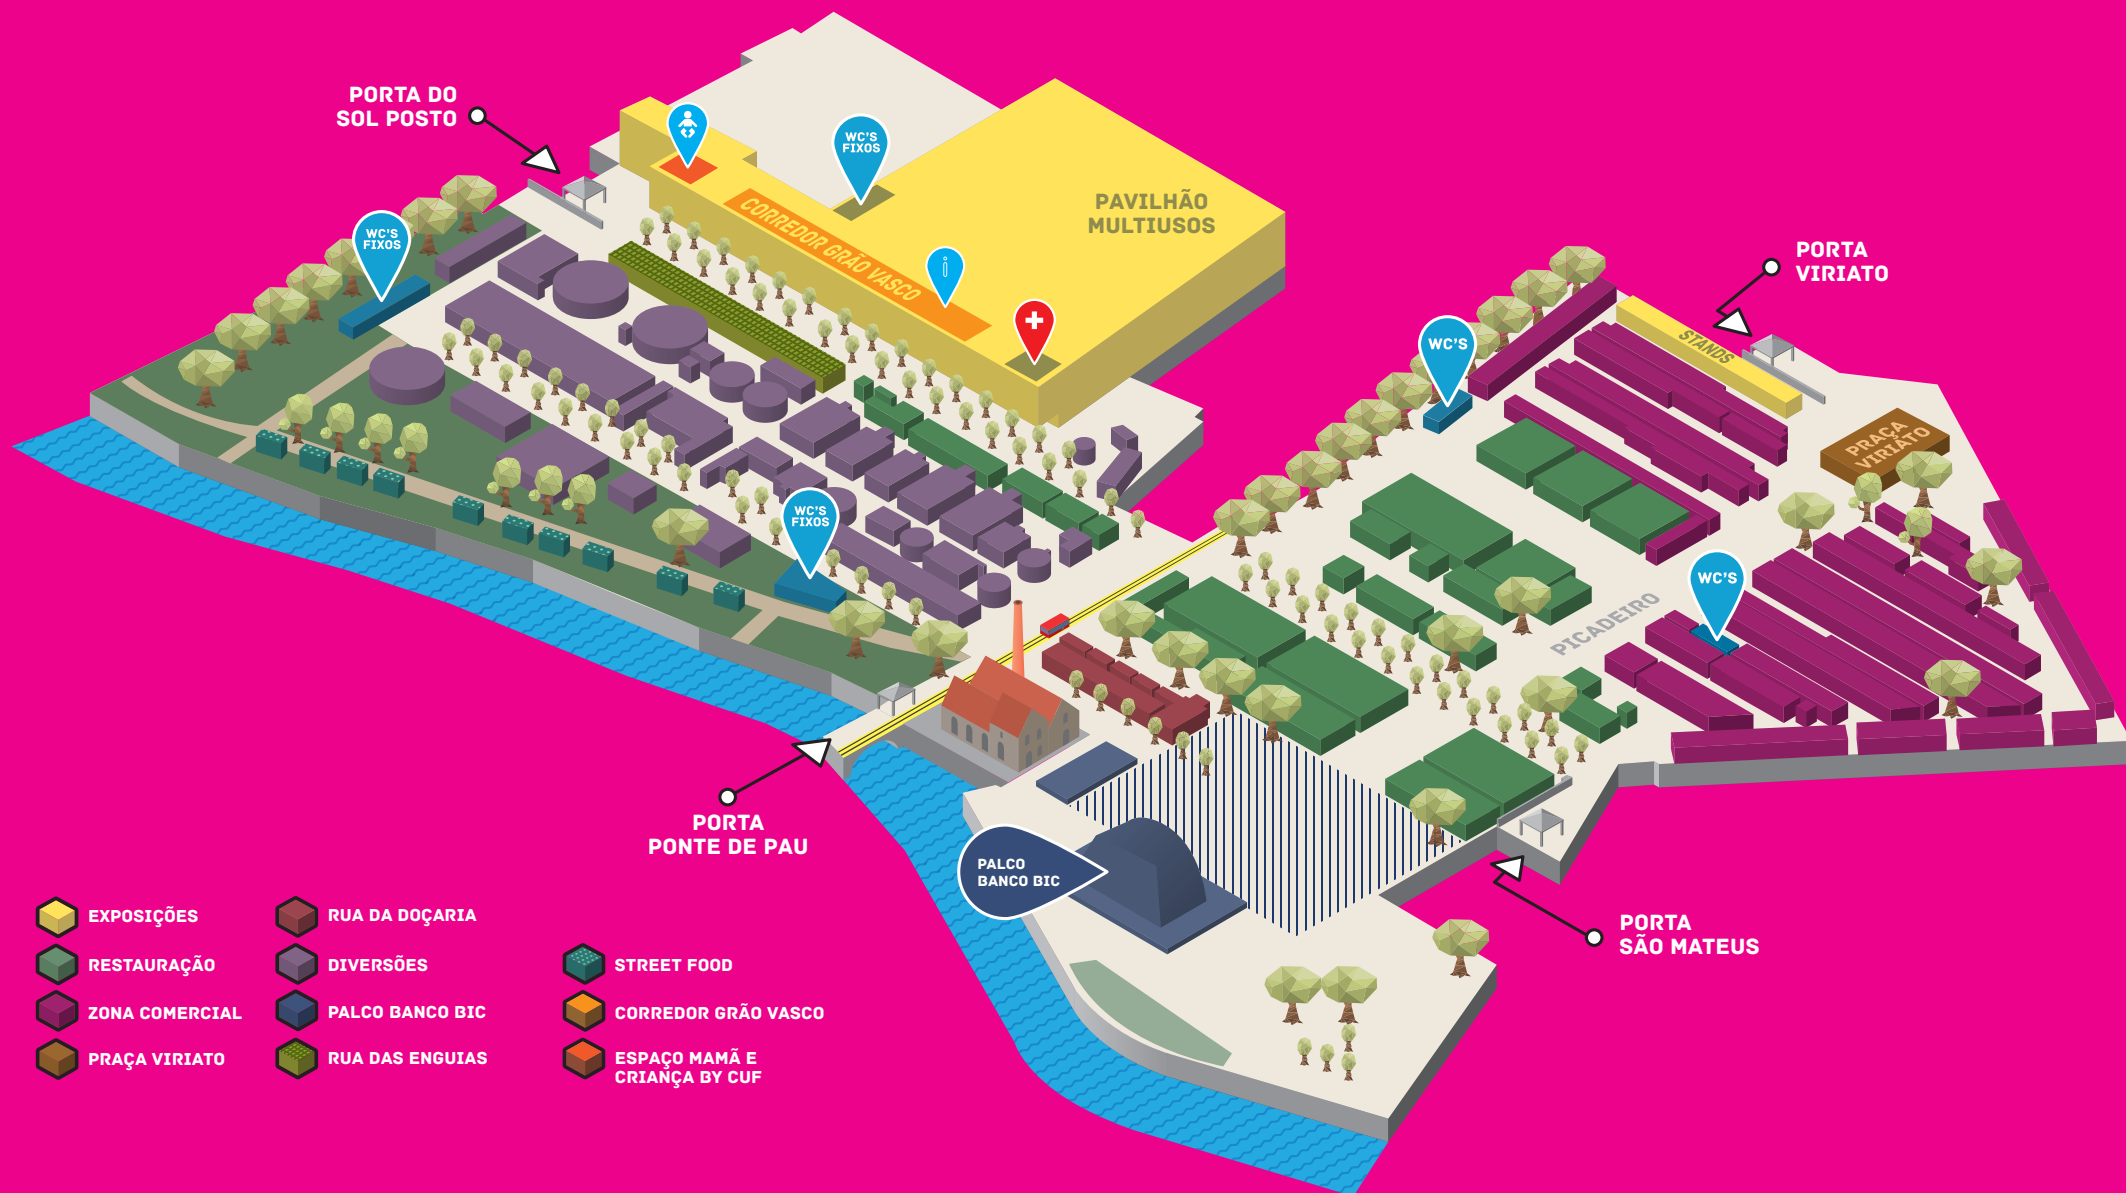 PORTA DO
SOL POSTO
WC'S
FIXOS
WC'S
FIXOS
CORREDOR GRÃO VASCO
i
PAVILHÃO
MULTIUSOS
PORTA
VIRIATO
STANDS
WC'S
PRAÇA
VIRIATO
WC'S
FIXOS
WC'S
PICADEIRO
PORTA
PONTE DE PAU
PALCO
BANCO BIC
PORTA
SÃO MATEUS
EXPOSIÇÕES
RESTAURAÇÃO
ZONA COMERCIAL
PRAÇA VIRIATO
RUA DA DOÇARIA
DIVERSÕES
PALCO BANCO BIC
RUA DAS ENGUIAS
STREET FOOD
CORREDOR GRÃO VASCO
ESPAÇO MAMÃ E
CRIANÇA BY CUF